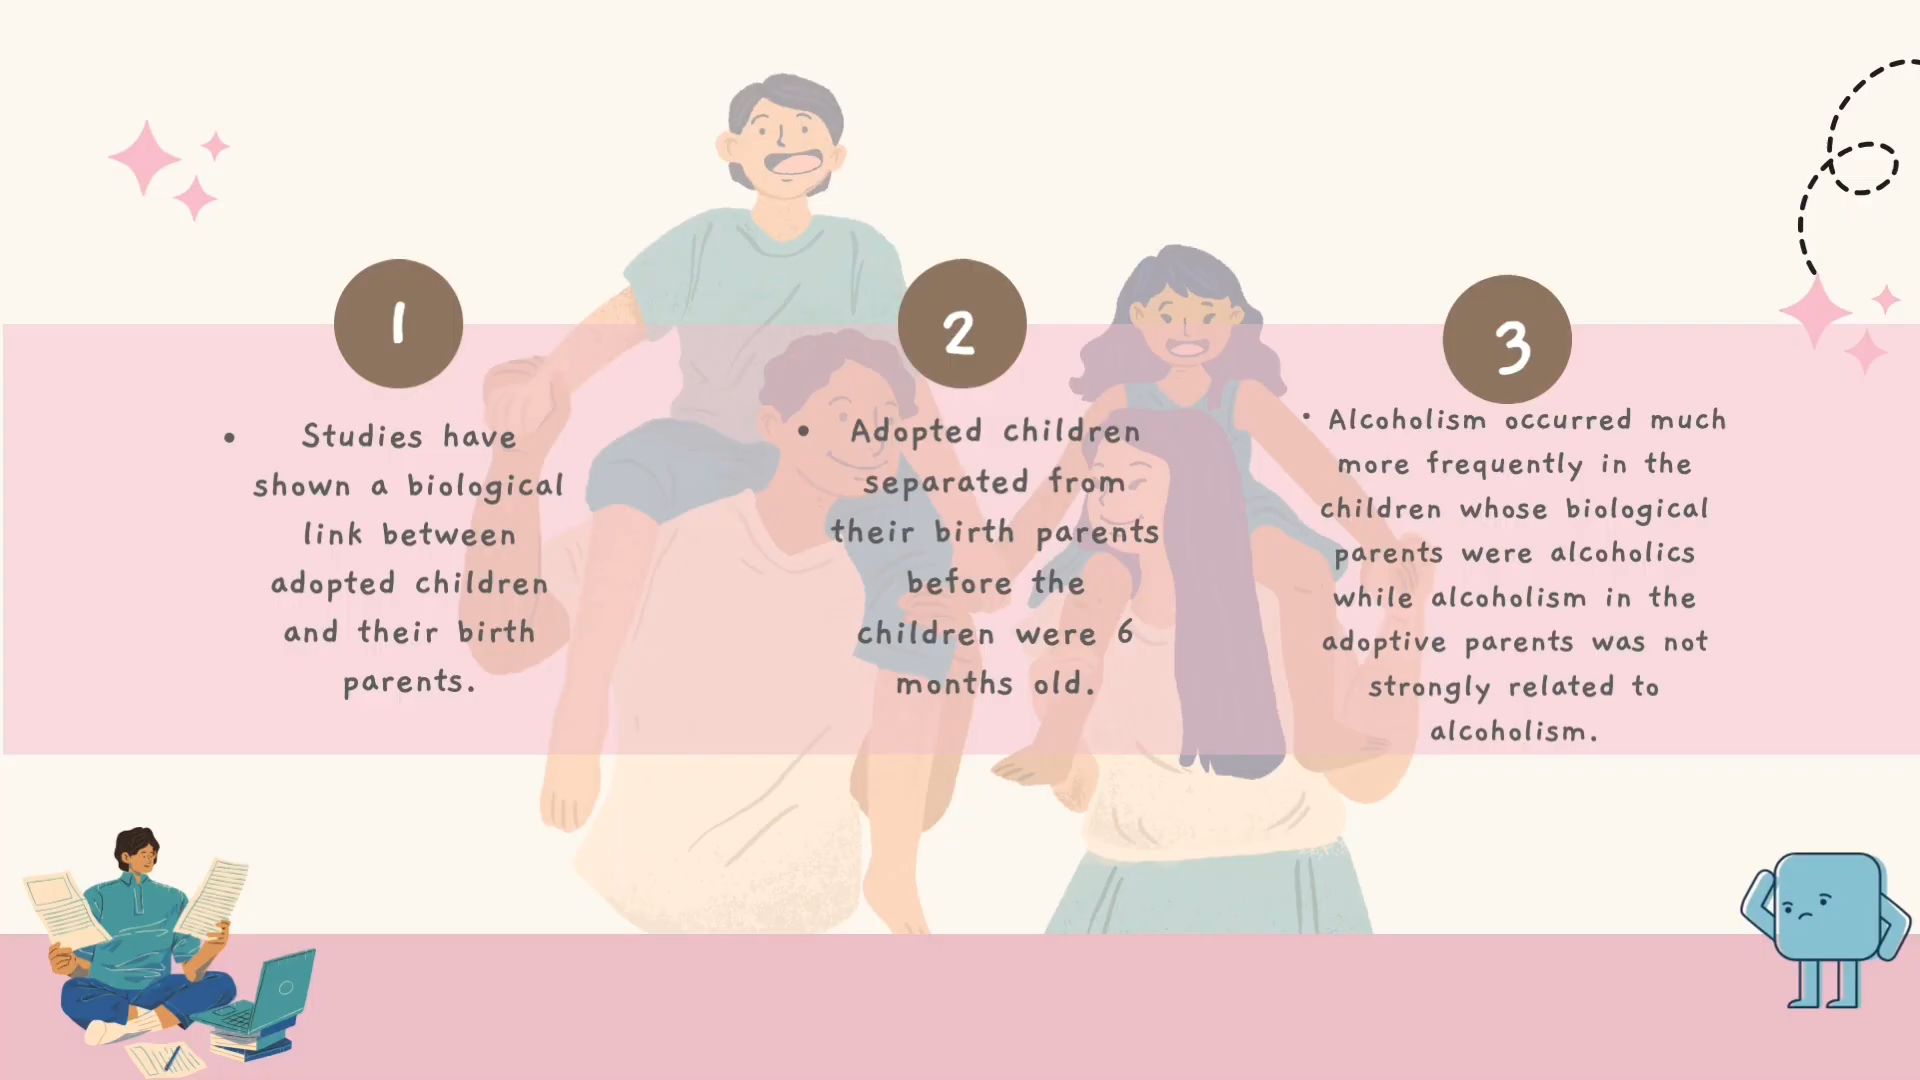 1
• Studies have
shown a biological
link between
adopted children
and their birth
parents.
2
• Adopted children
separated from
their birth parents
before the
children were 6
months old.
3
• Alcoholism occurred much
more frequently in the
children whose biological
parents were alcoholics
while alcoholism in the
adoptive parents was not
strongly related to
alcoholism.